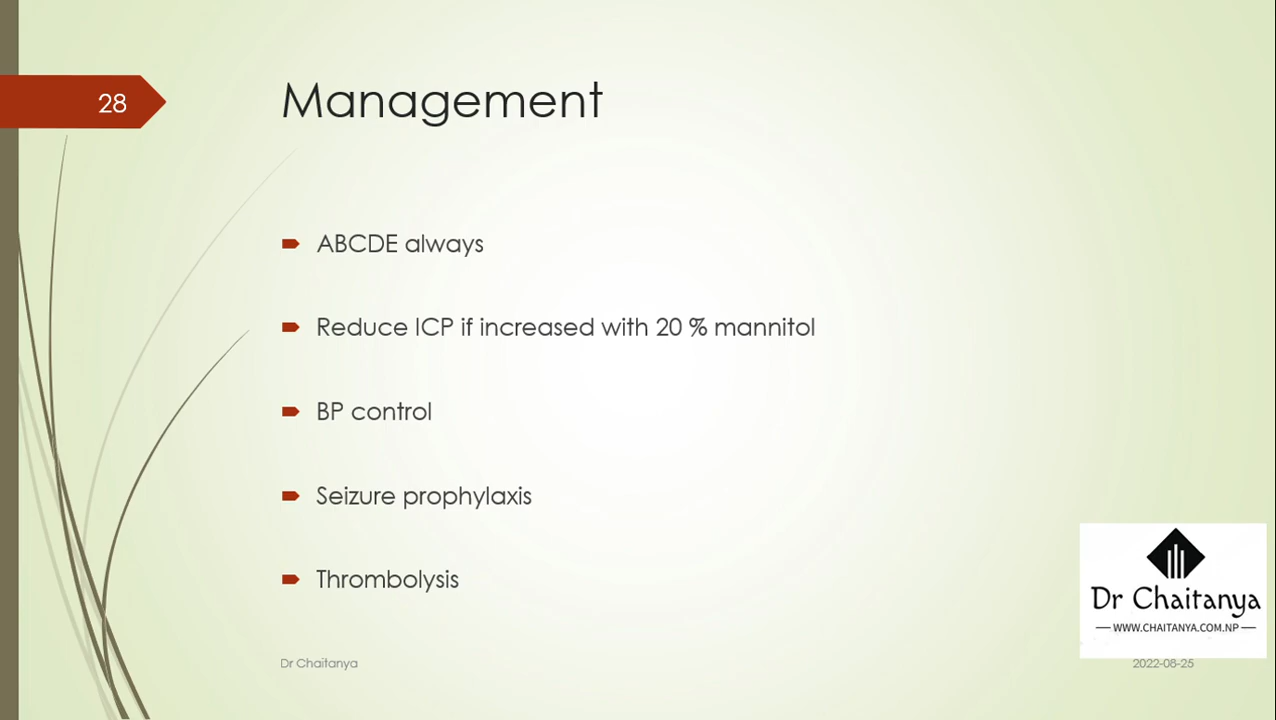 28
Management
ABCDE always
Reduce ICP if increased with 20 % mannitol
BP control
Seizure prophylaxis
Thrombolysis
Dr Chaitanya
WWW.CHAITANYA.COM.NP
Dr Chaitanya
2022-08-25